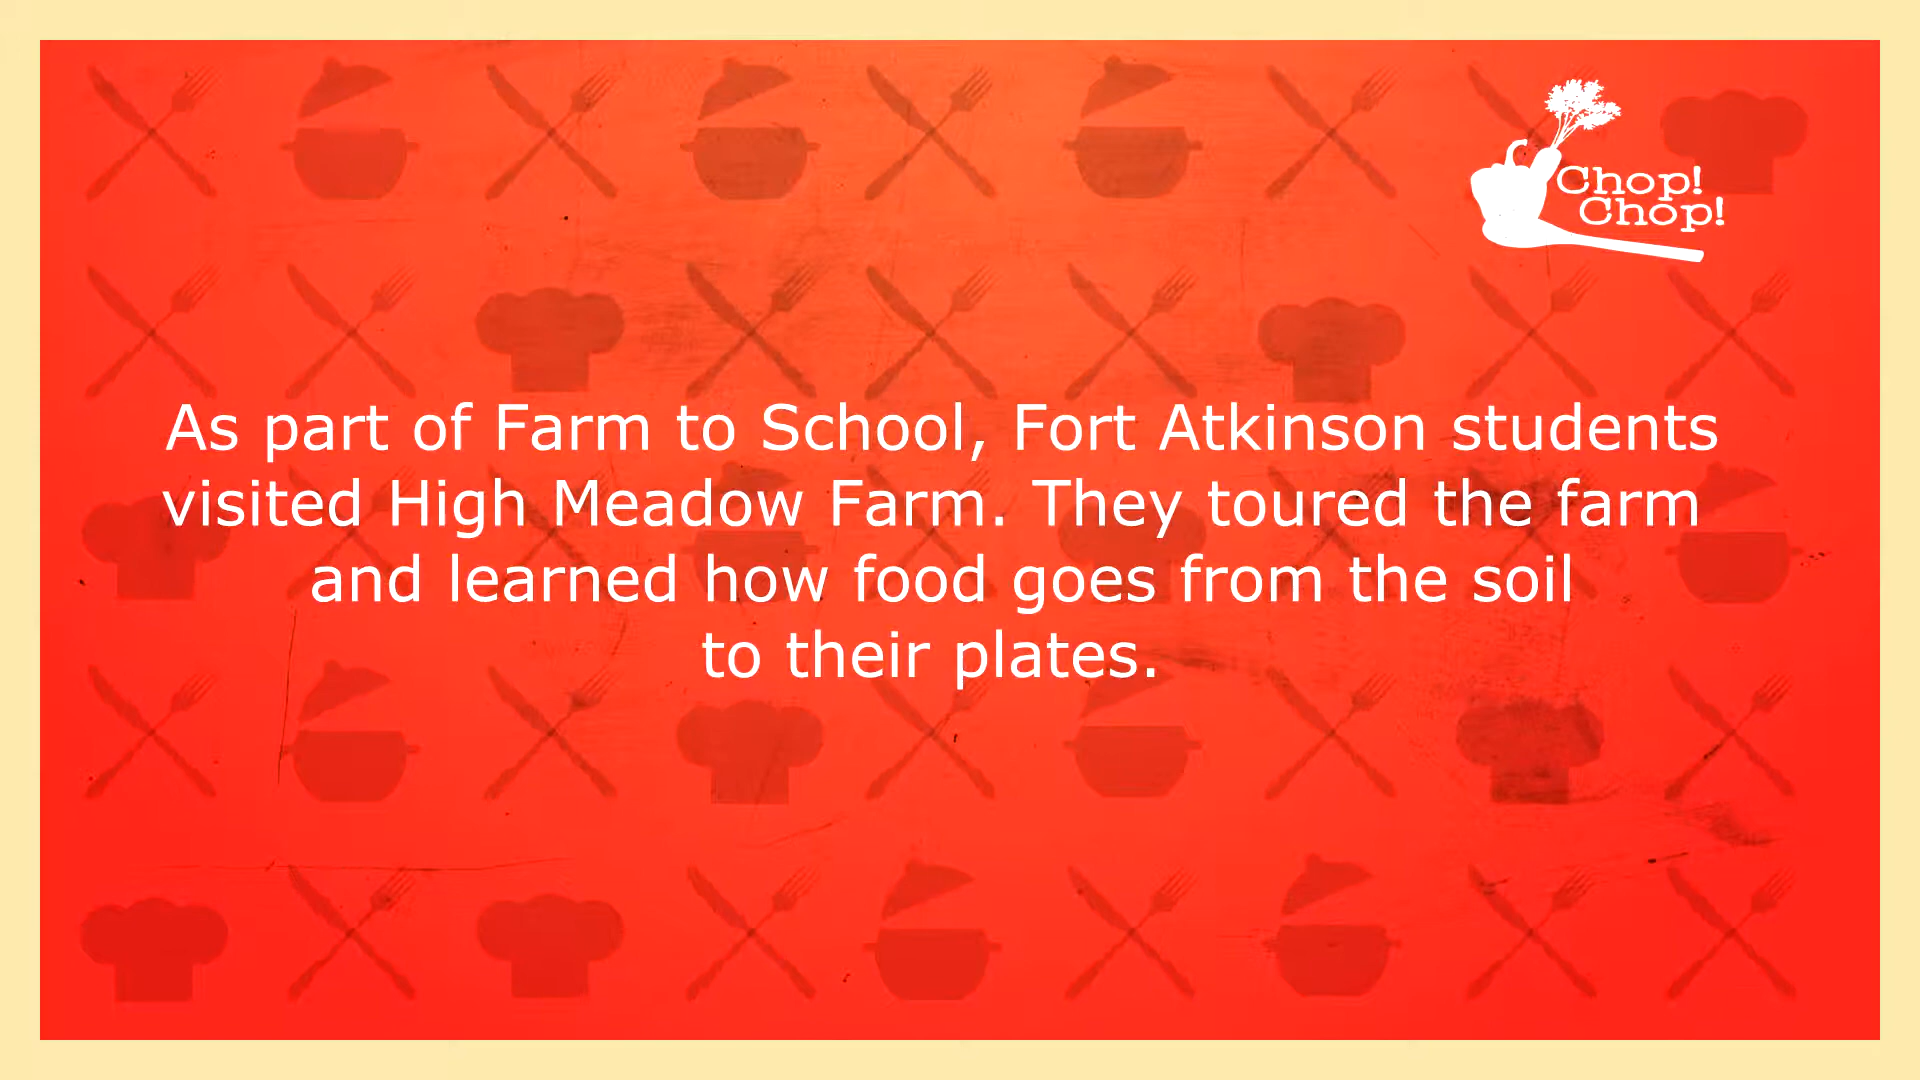 Chop!
Chop!
As part of Farm to School, Fort Atkinson students
visited High Meadow Farm. They toured the farm
and learned how food goes from the soil
to their plates.